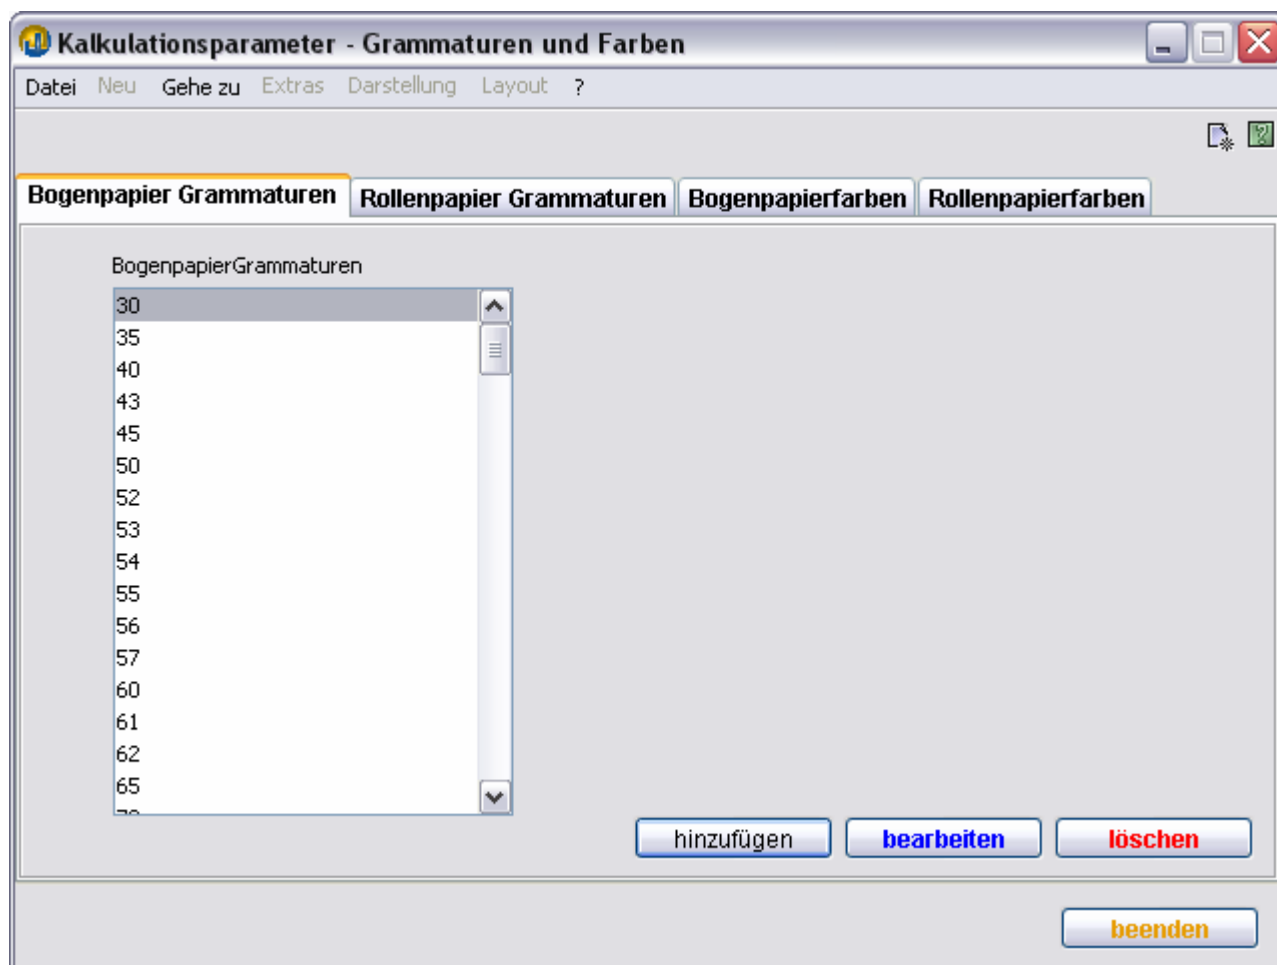 Kalkulationsparameter - Grammaturen und Farben
Datei Neu Gehe zu Extras Darstellung Layout ?
Bogenpapier Grammaturen Rollenpapier Grammaturen Bogenpapierfarben Rollenpapierfarben
BogenpapierGrammaturen
30
35
40
43
45
50
52
53
54
55
56
57
60
61
62
65
hinzufügen bearbeiten löschen
beenden